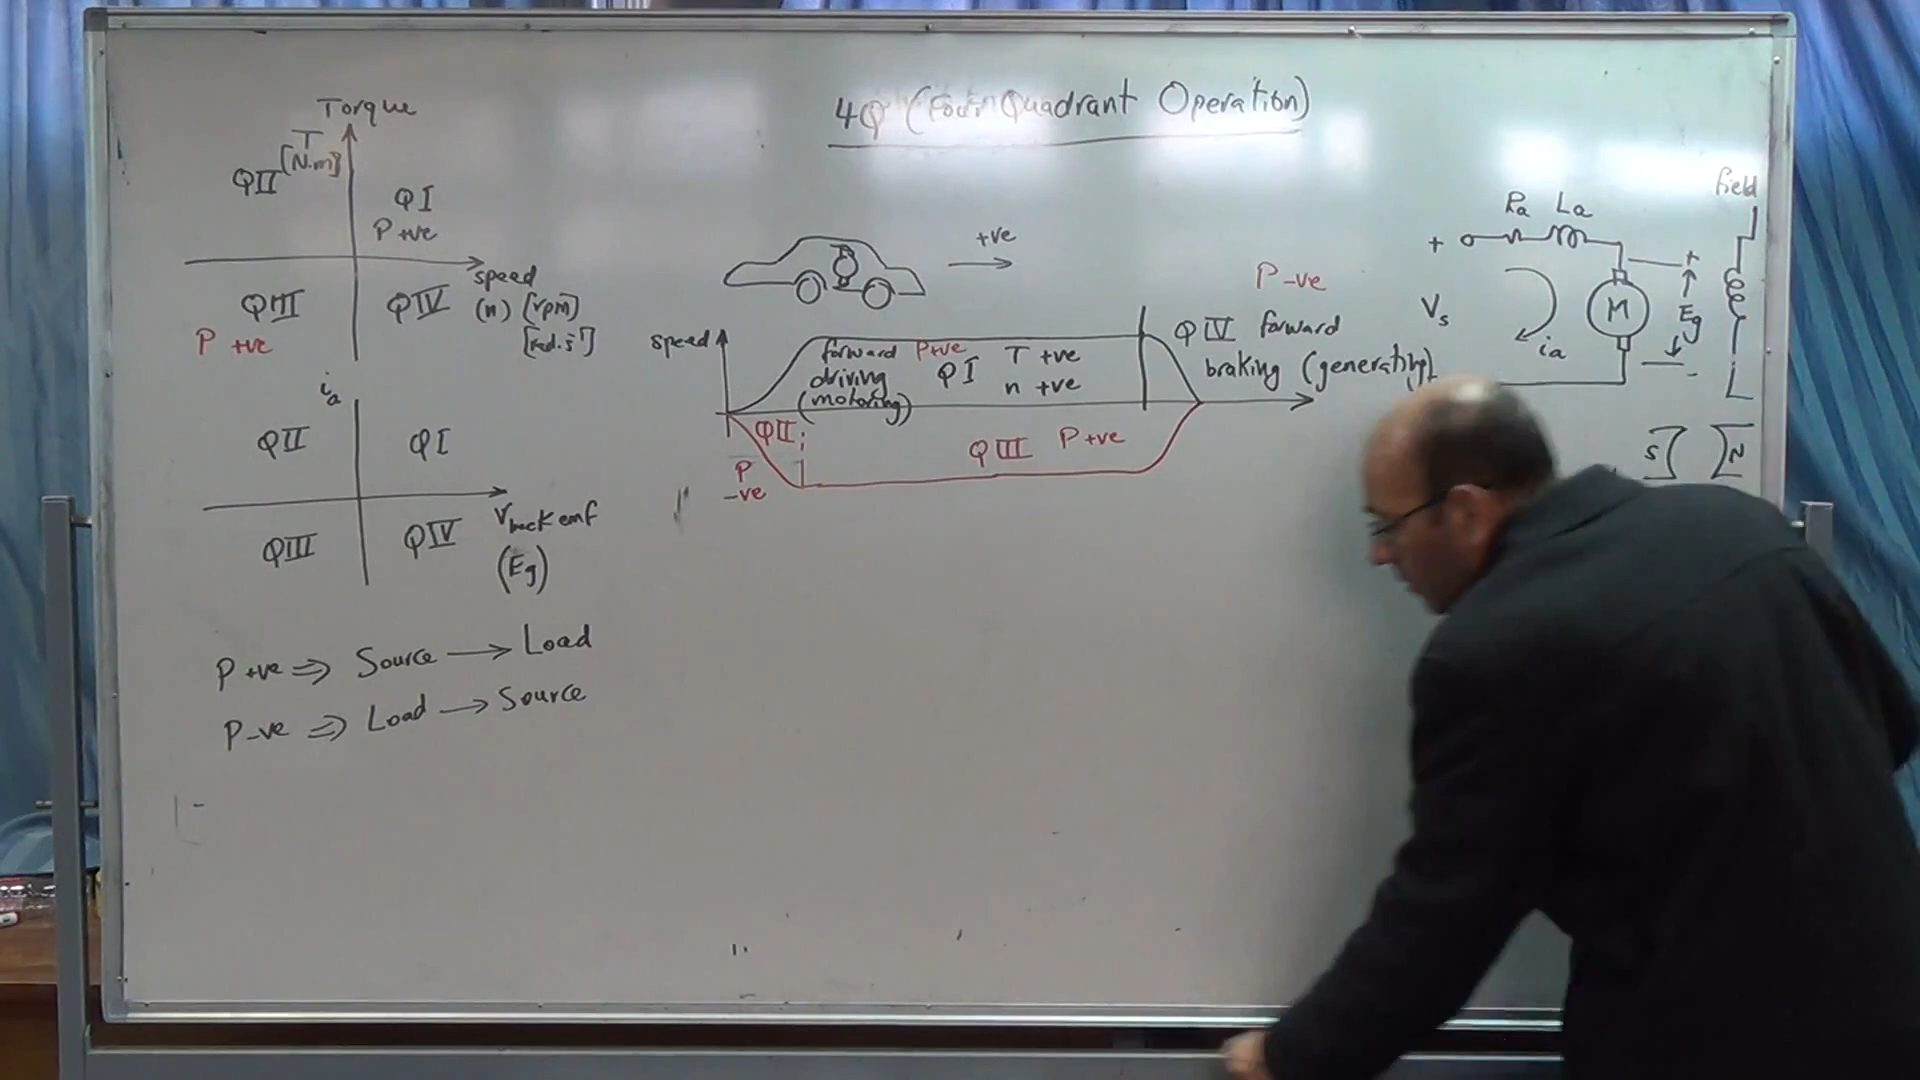 4Q (Four Quadrant Operation)
Torque
T
[N.m]
QII
QI
P +ve
speed
(n) [rpm]
[rad.s⁻¹]
QIII
QIV
P +ve
ia
QII
QI
QIII
QIV
Vback emf
(Eg)
P +ve ⇒ Source → Load
P -ve ⇒ Load → Source
+ve
speed
forward
driving
(motoring)
P+ve
QI
T +ve
n +ve
P -ve
QIV forward
braking (generating)
QII
P
-ve
QIII P +ve
field
Ra La
+
Vs
ia
M
+
Eg
-
S
N